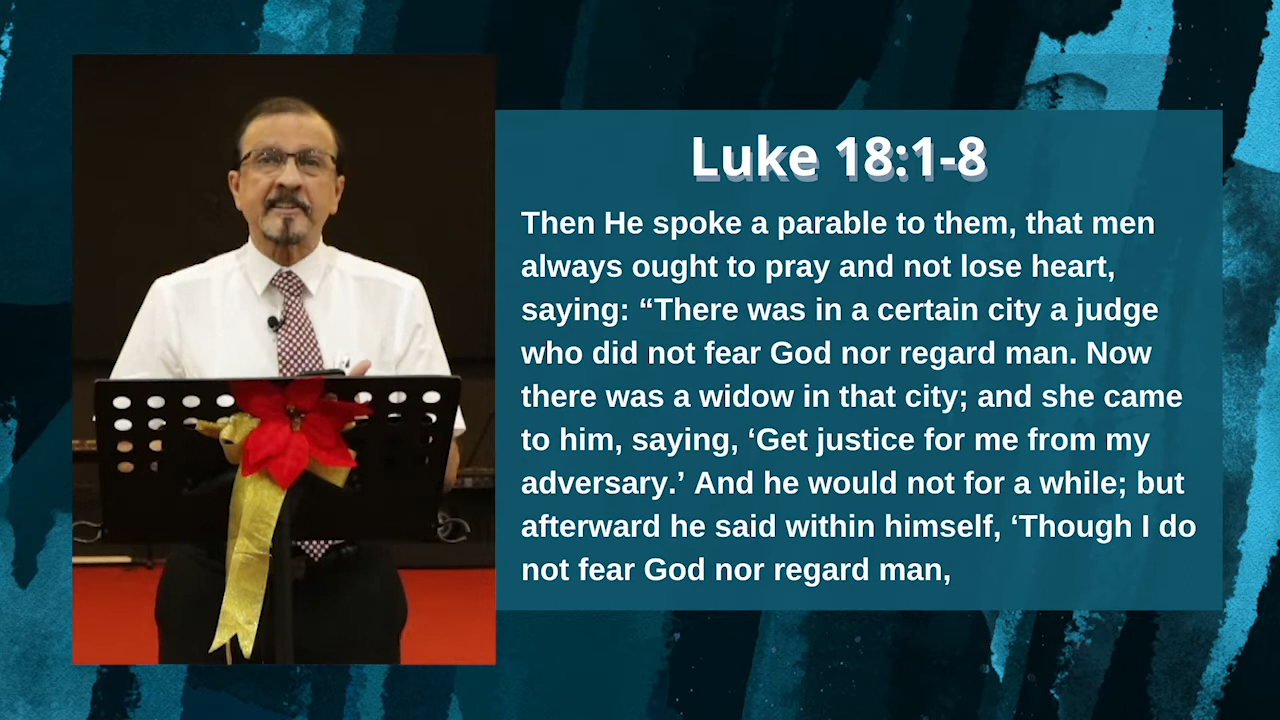 Luke 18:1-8
Then He spoke a parable to them, that men
always ought to pray and not lose heart,
saying: “There was in a certain city a judge
who did not fear God nor regard man. Now
there was a widow in that city; and she came
to him, saying, ‘Get justice for me from my
adversary.’ And he would not for a while; but
afterward he said within himself, ‘Though I do
not fear God nor regard man,